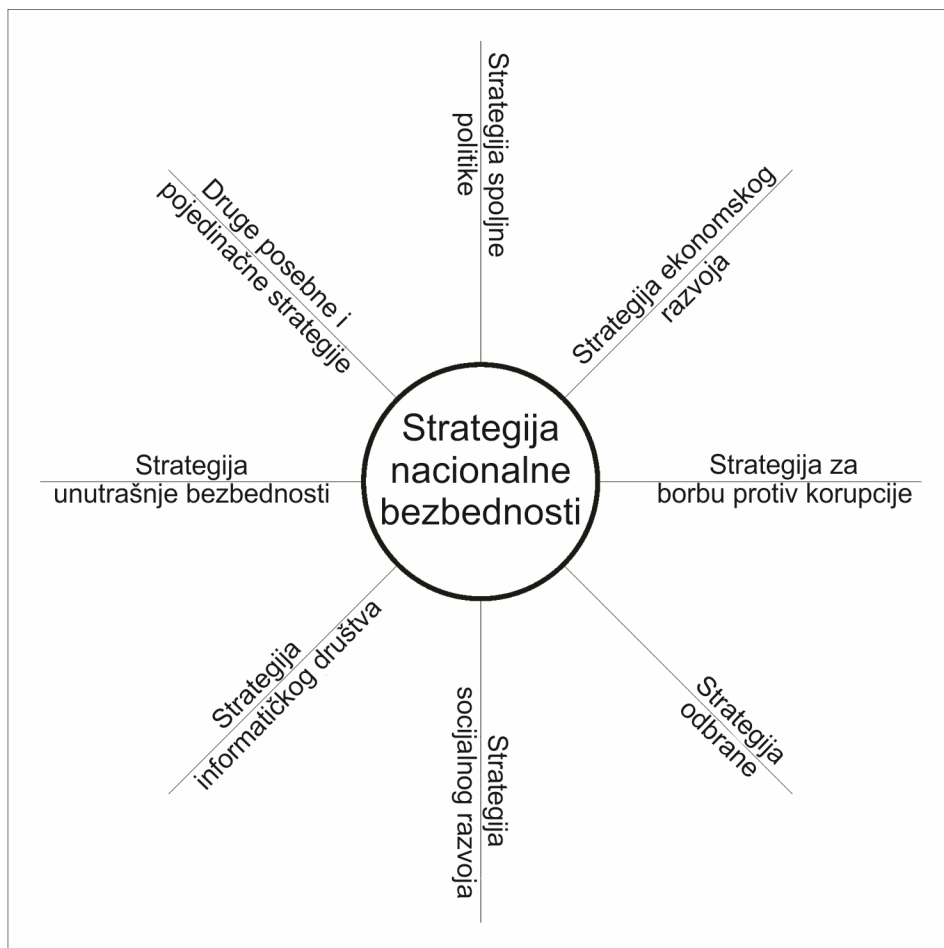 Strategija spoljne
politike
Strategija ekonomskog
razvoja
Strategija za
borbu protiv korupcije
Strategija
odbrane
Strategija
socijalnog razvoja
Strategija
informatičkog društva
Strategija
unutrašnje bezbednosti
Druge posebne i
pojedinačne strategije
Strategija
nacionalne
bezbednosti